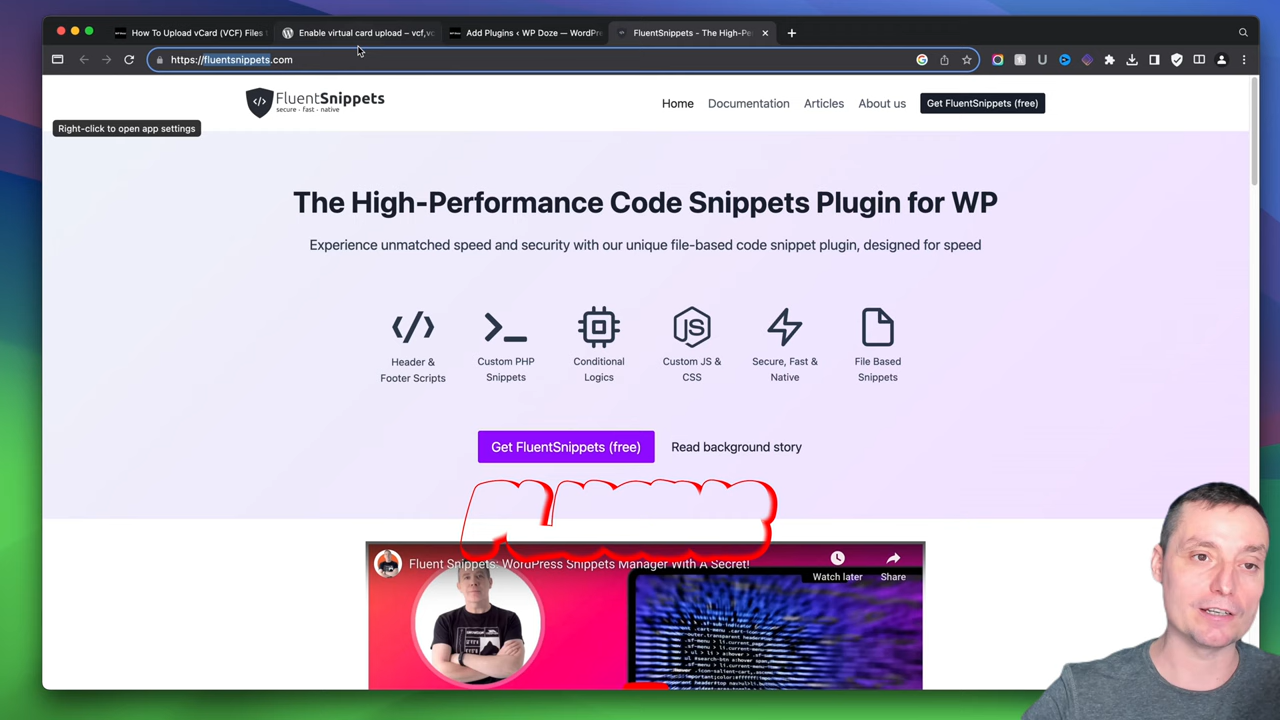 How To Upload vCard (VCF) Files
Enable virtual card upload – vcf,vc
Add Plugins ‹ WP Doze — WordPr
FluentSnippets - The High-Pe
https://fluentsnippets.com
FluentSnippets
secure - fast - native
Home
Documentation
Articles
About us
Get FluentSnippets (free)
Right-click to open app settings
The High-Performance Code Snippets Plugin for WP
Experience unmatched speed and security with our unique file-based code snippet plugin, designed for speed
Header &
Footer Scripts
Custom PHP
Snippets
Conditional
Logics
JS
Custom JS &
CSS
Secure, Fast &
Native
File Based
Snippets
Get FluentSnippets (free)
Read background story
Fluent Snippets: WordPress Snippets Manager With A Secret!
Watch later
Share